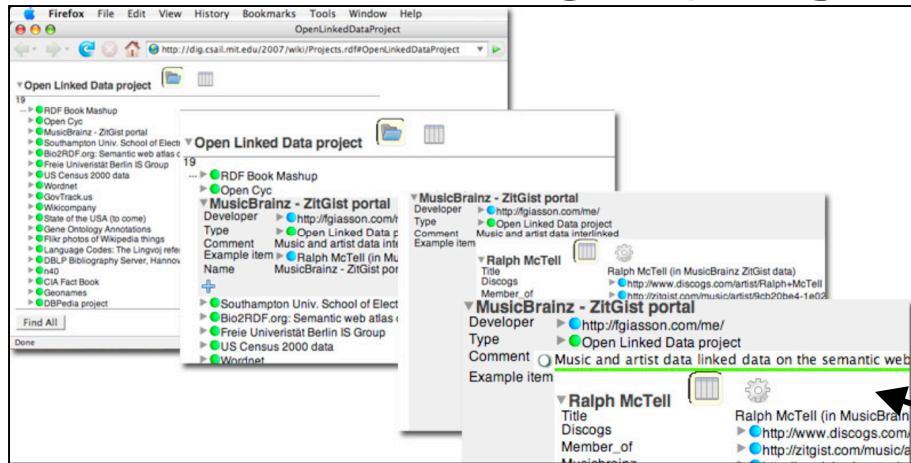 Firefox File Edit View History Bookmarks Tools Window Help
OpenLinkedDataProject
http://dig.csail.mit.edu/2007/wiki/Projects.rdf#OpenLinkedDataProject
Open Linked Data project
19
... RDF Book Mashup
Open Cyc
MusicBrainz - ZitGist portal
Southampton Univ. School of Elect
Bio2RDF.org: Semantic web atlas o
Freie Univeristät Berlin IS Group
US Census 2000 data
Wordnet
GovTrack.us
Wikicompany
State of the USA (to come)
Gene Ontology Annotations
Flikr photos of Wikipedia things
Language Codes: The Lingvoj refe
DBLP Bibliography Server, Hannov
n40
CIA Fact Book
Geonames
DBPedia project
Find All
Done
Open Linked Data project
19
... RDF Book Mashup
Open Cyc
MusicBrainz - ZitGist portal
Developer http://fgiasson.com/
Type Open Linked Data p
Comment Music and artist data inte
Example item Ralph McTell (in Mu
Name MusicBrainz - ZitGist por
Southampton Univ. School of Elect
Bio2RDF.org: Semantic web atlas
Freie Univeristät Berlin IS Group
US Census 2000 data
Wordnet
MusicBrainz - ZitGist portal
Developer http://fgiasson.com/me/
Type Open Linked Data project
Comment Music and artist data interlinked
Example item
Ralph McTell
Title Ralph McTell (in MusicBrainz ZitGist data)
Discogs http://www.discogs.com/artist/Ralph+McTell
Member_of http://zitgist.com/music/artist/9cb20be4-1e02
MusicBrainz - ZitGist portal
Developer http://fgiasson.com/me/
Type Open Linked Data project
Comment Music and artist data linked data on the semantic web
Example item
Ralph McTell
Title Ralph McTell (in MusicBrain
Discogs http://www.discogs.com/
Member_of http://zitgist.com/music/a